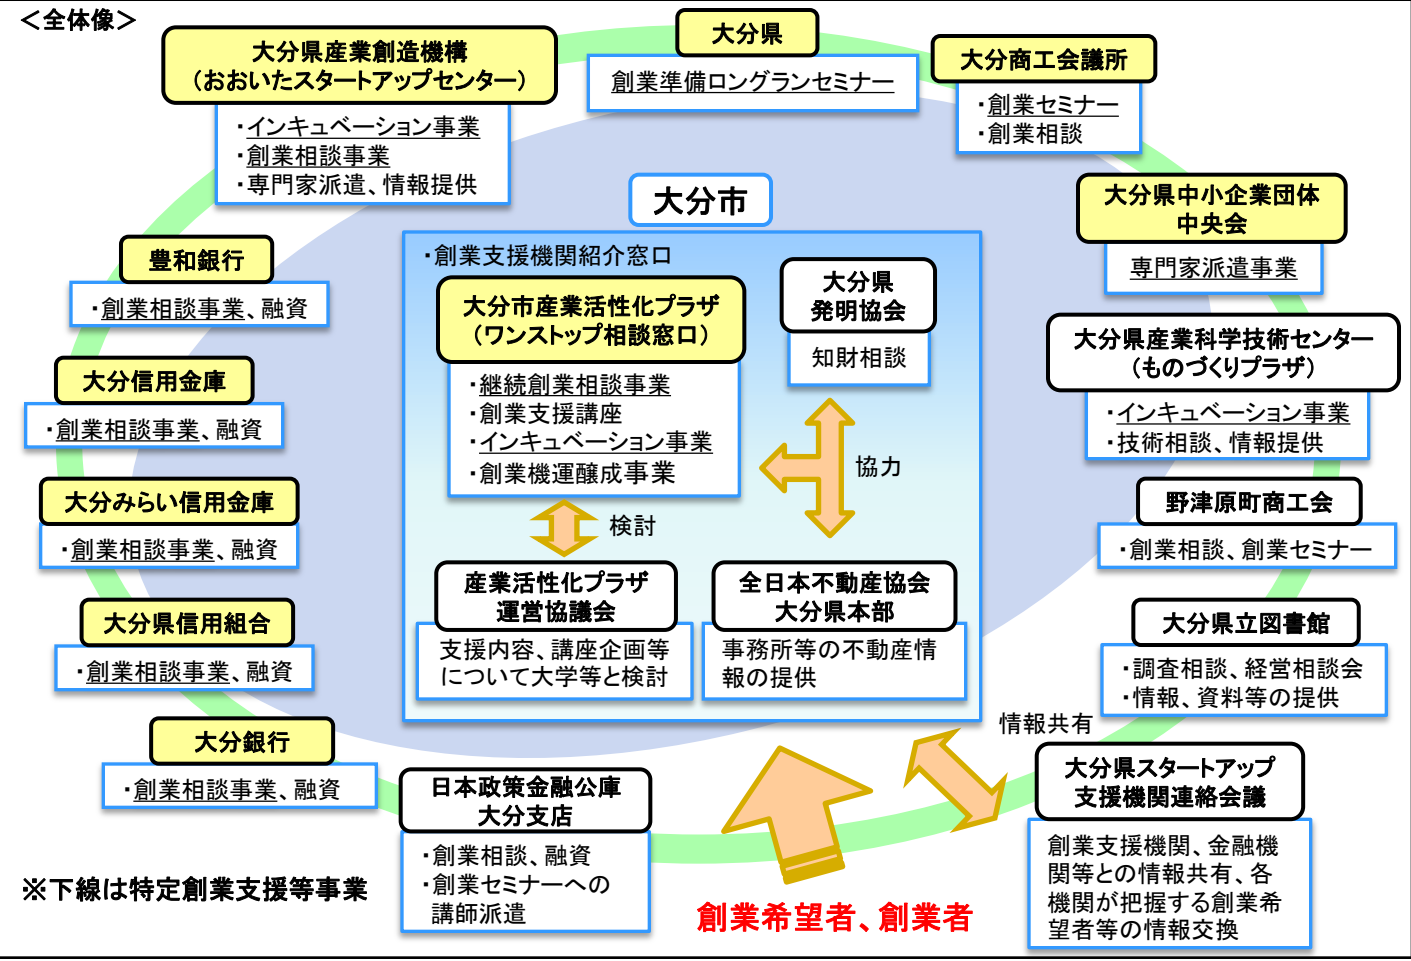 ＜全体像＞
大分県産業創造機構
（おおいたスタートアップセンター）
・インキュベーション事業
・創業相談事業
・専門家派遣、情報提供
大分県
創業準備ロングランセミナー
大分商工会議所
・創業セミナー
・創業相談
大分県中小企業団体
中央会
専門家派遣事業
大分県産業科学技術センター
（ものづくりプラザ）
・インキュベーション事業
・技術相談、情報提供
野津原町商工会
・創業相談、創業セミナー
大分県立図書館
・調査相談、経営相談会
・情報、資料等の提供
豊和銀行
・創業相談事業、融資
大分信用金庫
・創業相談事業、融資
大分みらい信用金庫
・創業相談事業、融資
大分県信用組合
・創業相談事業、融資
大分銀行
・創業相談事業、融資
大分市
・創業支援機関紹介窓口
大分市産業活性化プラザ
（ワンストップ相談窓口）
・継続創業相談事業
・創業支援講座
・インキュベーション事業
・創業機運醸成事業
大分県
発明協会
知財相談
協力
検討
産業活性化プラザ
運営協議会
支援内容、講座企画等
について大学等と検討
全日本不動産協会
大分県本部
事務所等の不動産情
報の提供
情報共有
日本政策金融公庫
大分支店
・創業相談、融資
・創業セミナーへの
講師派遣
大分県スタートアップ
支援機関連絡会議
創業支援機関、金融機
関等との情報共有、各
機関が把握する創業希
望者等の情報交換
創業希望者、創業者
※下線は特定創業支援等事業